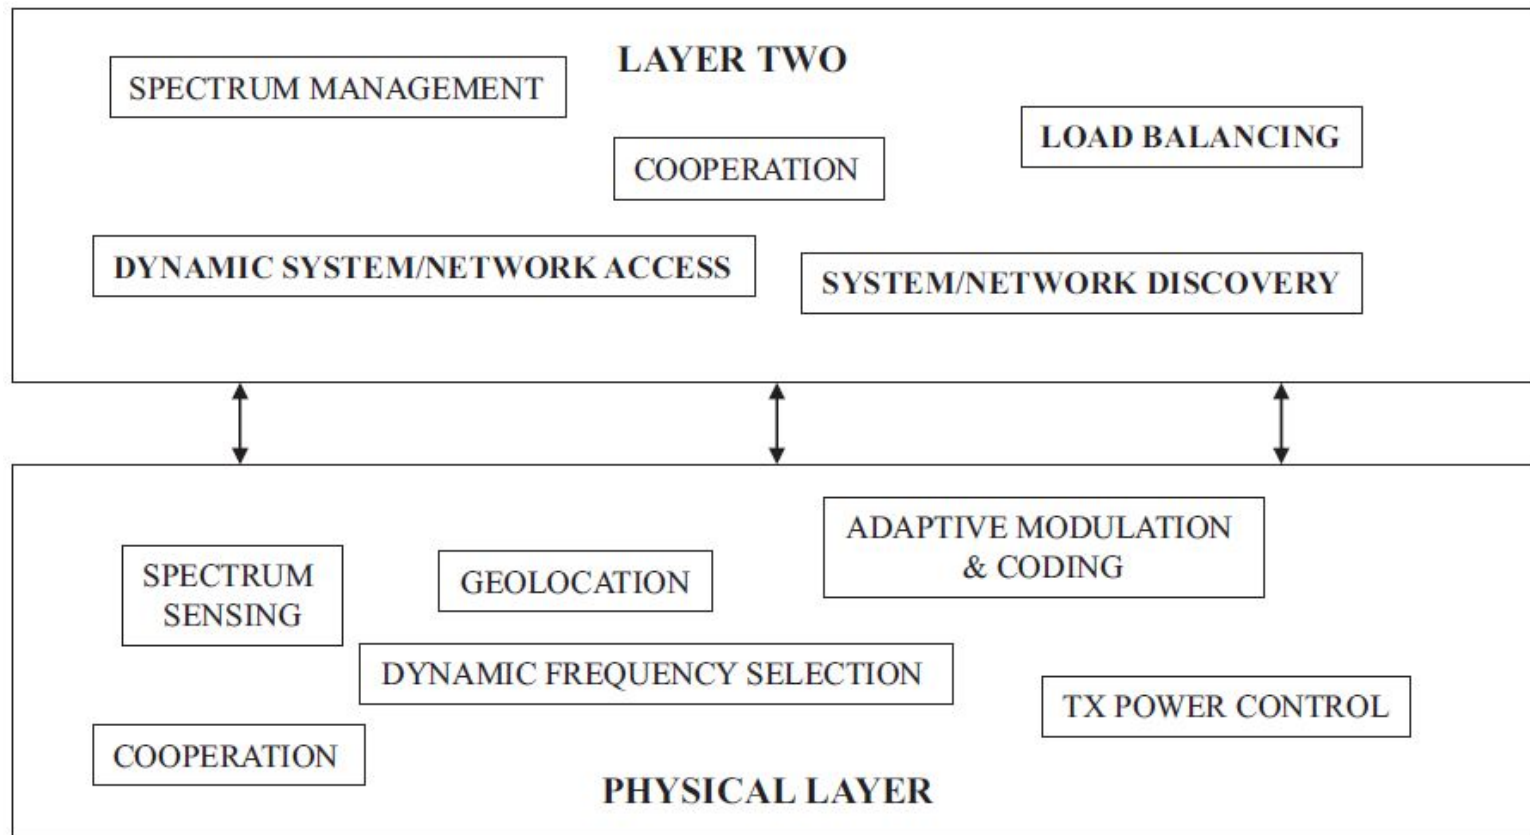 LAYER TWO
SPECTRUM MANAGEMENT
LOAD BALANCING
COOPERATION
DYNAMIC SYSTEM/NETWORK ACCESS
SYSTEM/NETWORK DISCOVERY
ADAPTIVE MODULATION
& CODING
SPECTRUM
SENSING
GEOLOCATION
DYNAMIC FREQUENCY SELECTION
TX POWER CONTROL
COOPERATION
PHYSICAL LAYER